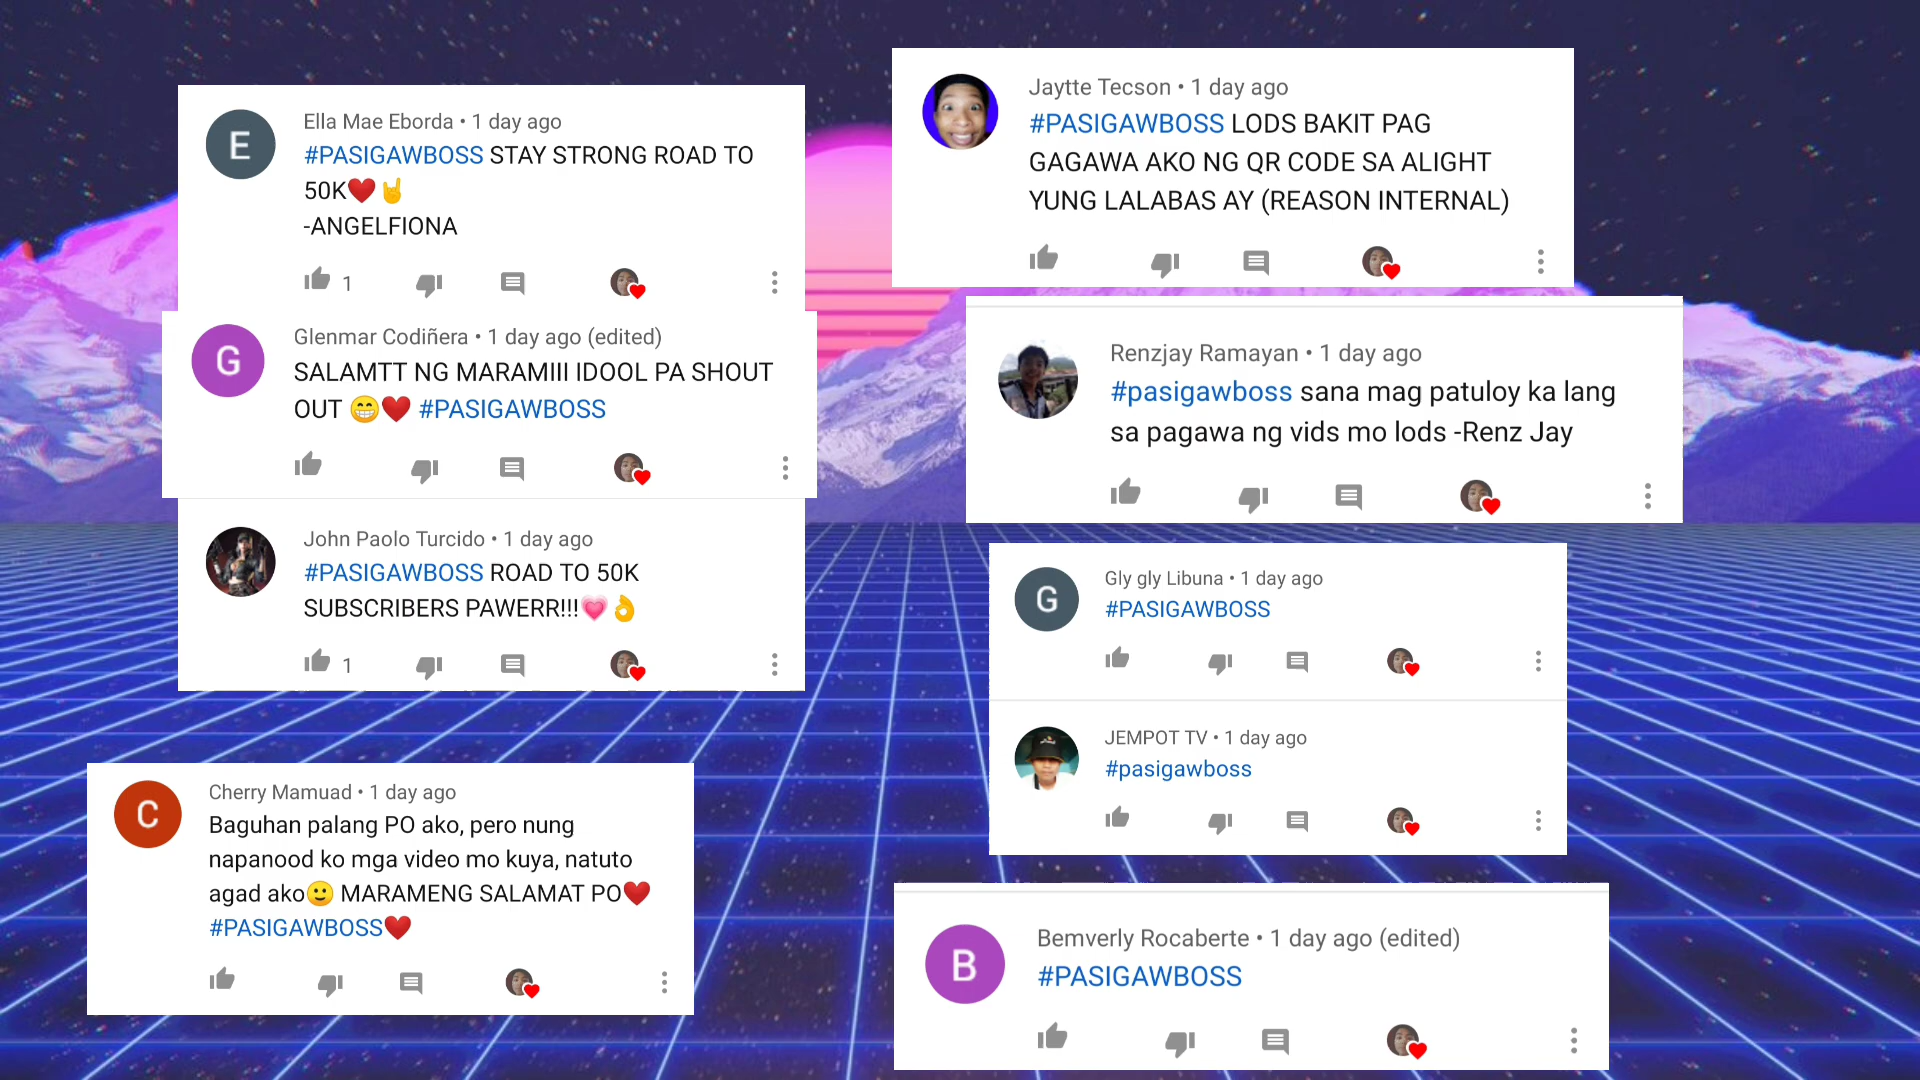 E
Ella Mae Eborda • 1 day ago
#PASIGAWBOSS STAY STRONG ROAD TO
50K❤️🤘
-ANGELFIONA
1
G
Glenmar Codiñera • 1 day ago (edited)
SALAMTT NG MARAMIII IDOOL PA SHOUT
OUT 😁❤️ #PASIGAWBOSS
John Paolo Turcido • 1 day ago
#PASIGAWBOSS ROAD TO 50K
SUBSCRIBERS PAWERR!!!💗👌
1
C
Cherry Mamuad • 1 day ago
Baguhan palang PO ako, pero nung
napanood ko mga video mo kuya, natuto
agad ako🙂 MARAMENG SALAMAT PO❤️
#PASIGAWBOSS❤️
Jaytte Tecson • 1 day ago
#PASIGAWBOSS LODS BAKIT PAG
GAGAWA AKO NG QR CODE SA ALIGHT
YUNG LALABAS AY (REASON INTERNAL)
Renzjay Ramayan • 1 day ago
#pasigawboss sana mag patuloy ka lang
sa pagawa ng vids mo lods -Renz Jay
G
Gly gly Libuna • 1 day ago
#PASIGAWBOSS
JEMPOT TV • 1 day ago
#pasigawboss
B
Bemverly Rocaberte • 1 day ago (edited)
#PASIGAWBOSS